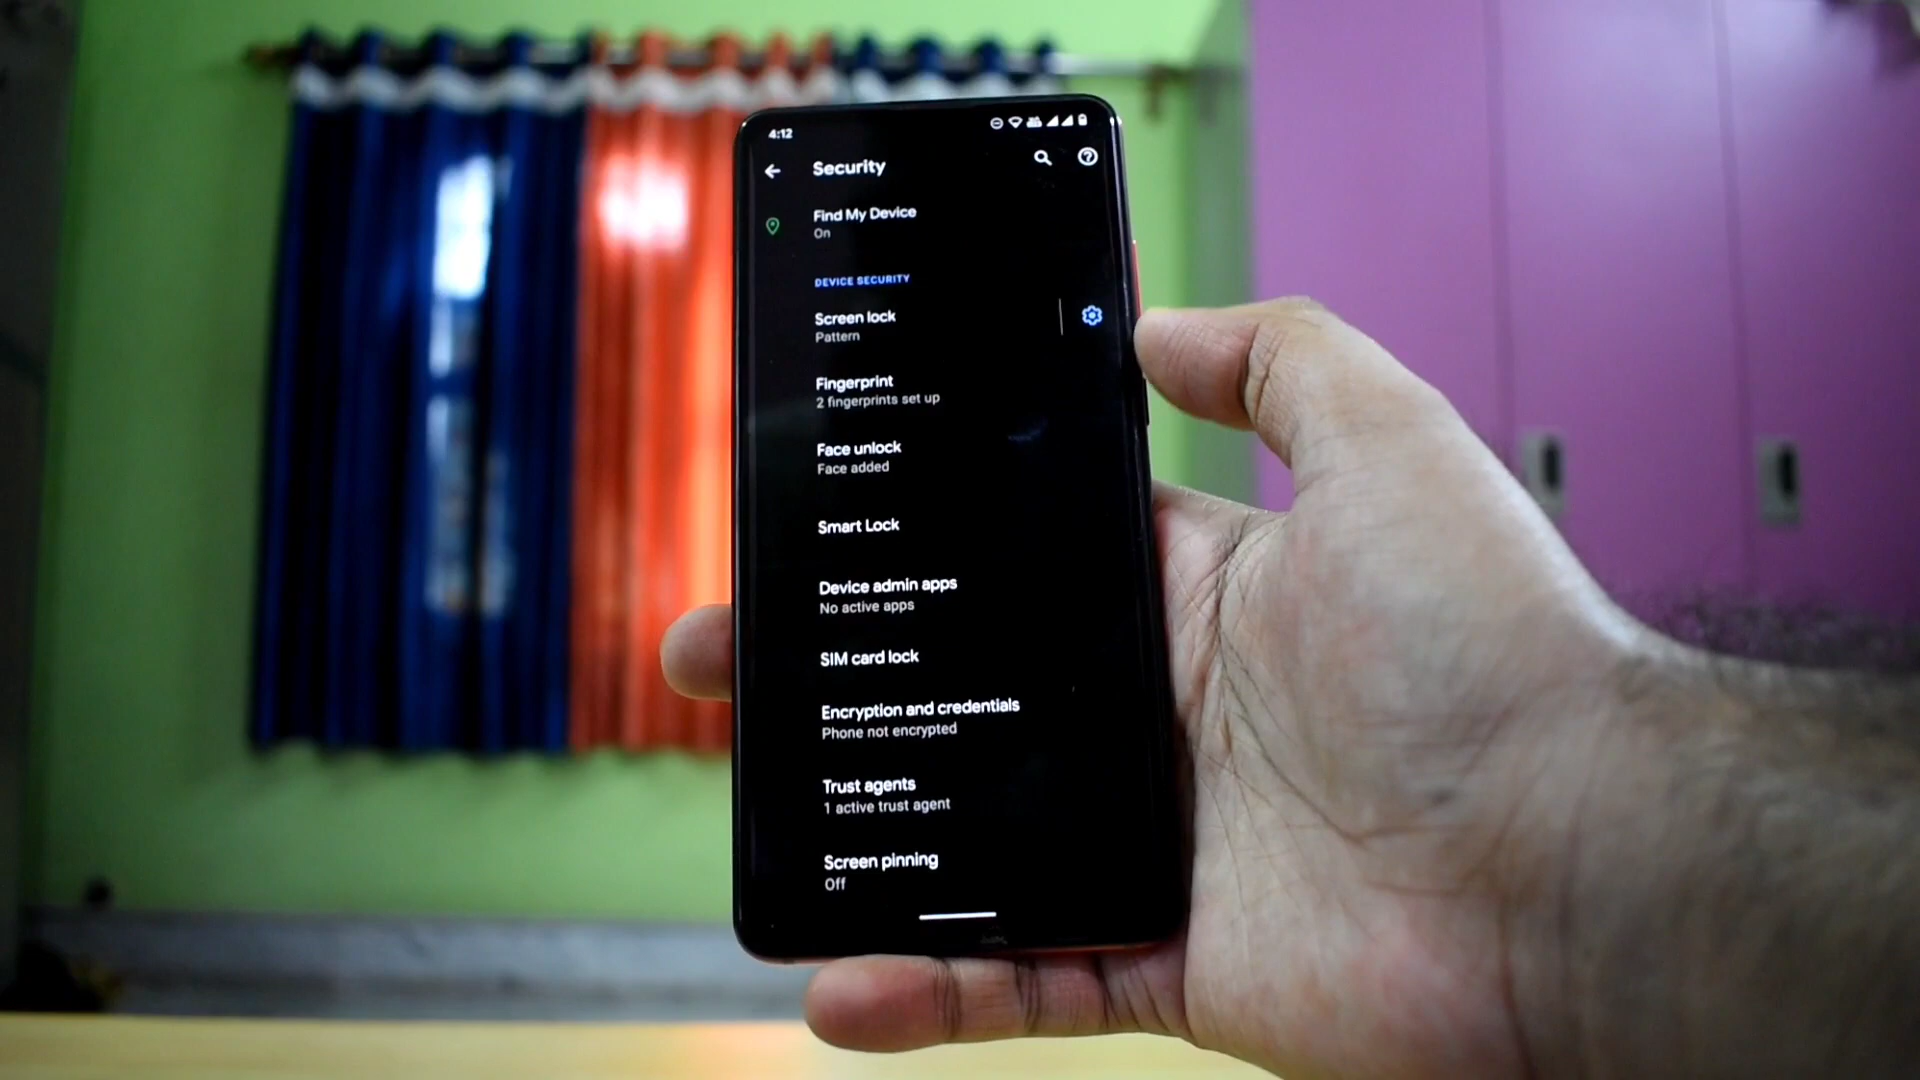 4:12
Security
Find My Device
On
DEVICE SECURITY
Screen lock
Pattern
Fingerprint
2 fingerprints set up
Face unlock
Face added
Smart Lock
Device admin apps
No active apps
SIM card lock
Encryption and credentials
Phone not encrypted
Trust agents
1 active trust agent
Screen pinning
Off